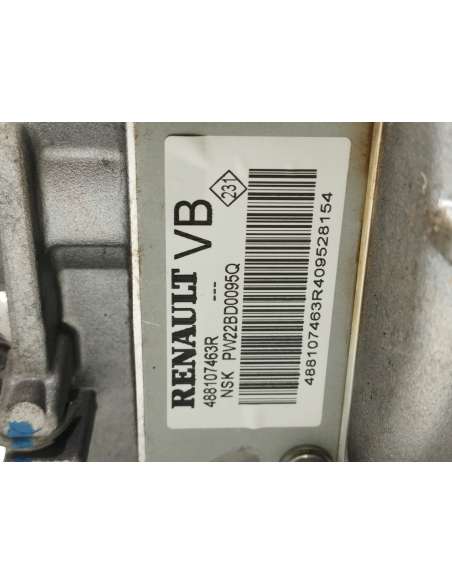 RENAULT VB
231
---
488107463R
NSK PW22BD0095Q
488107463R409528154